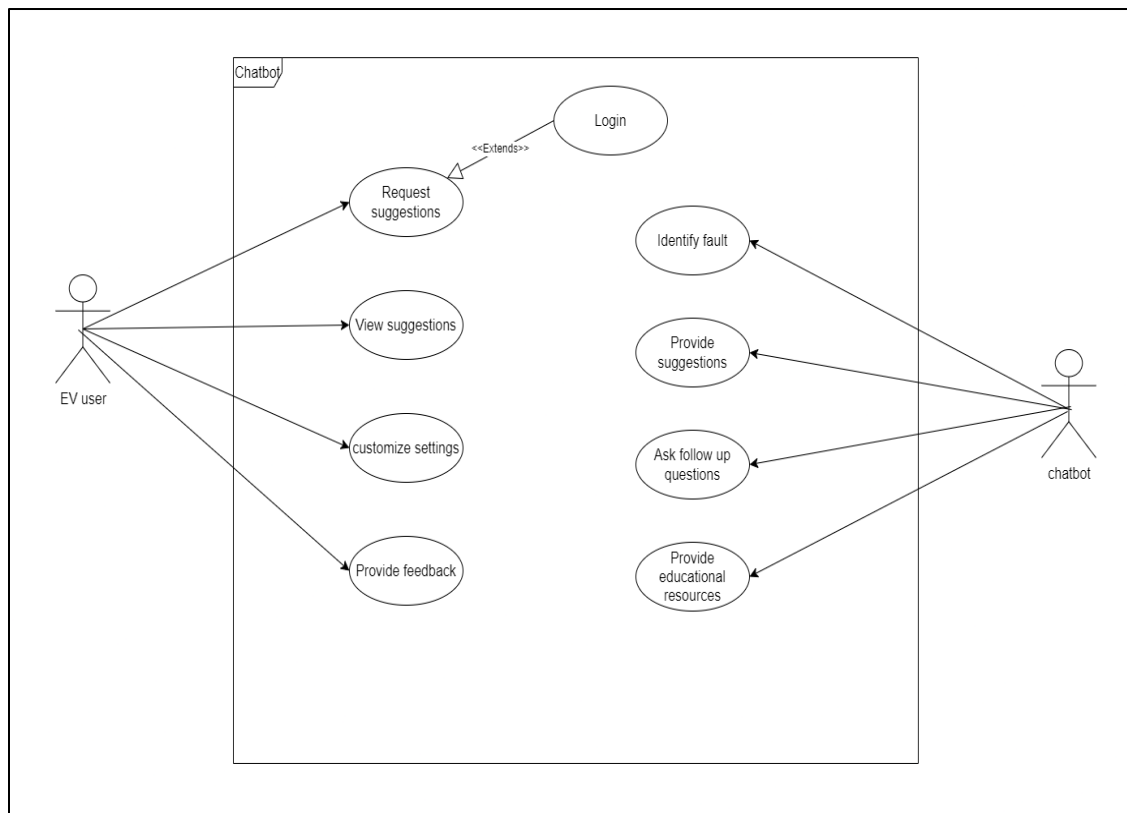 Chatbot
Login
<<Extends>>
Request
suggestions
Identify fault
View suggestions
Provide
suggestions
EV user
customize settings
Ask follow up
questions
chatbot
Provide feedback
Provide
educational
resources